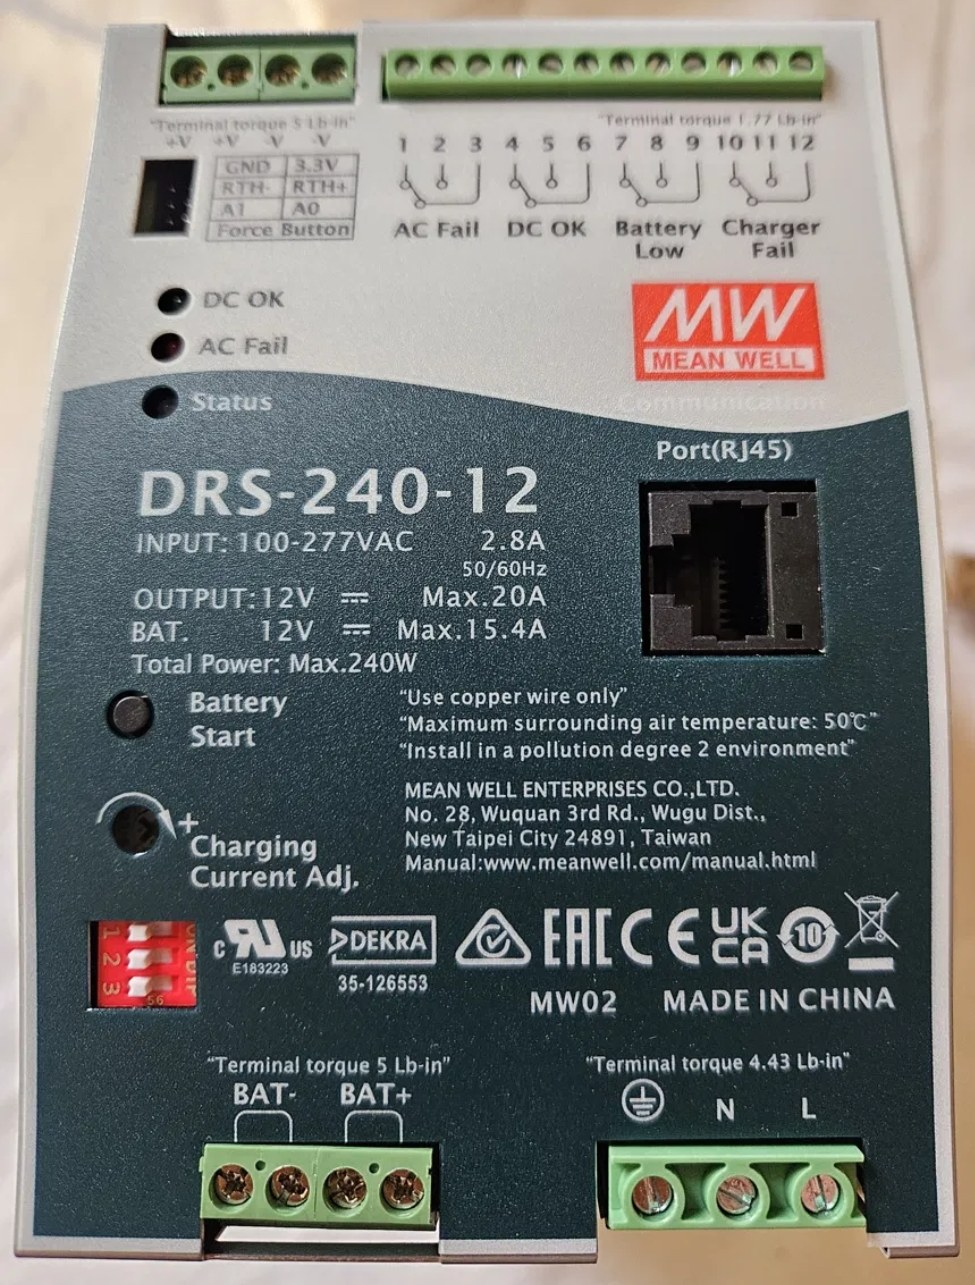 "Terminal torque 5 Lb-in"
"Terminal torque 1.77 Lb-in"
+V +V -V -V
1 2 3 4 5 6 7 8 9 10 11 12
GND 3.3V
RTH- RTH+
A1 A0
Force Button
AC Fail DC OK Battery Low Charger Fail
DC OK
AC Fail
Status
MW
MEAN WELL
Communication
Port(RJ45)
DRS-240-12
INPUT: 100-277VAC 2.8A
50/60Hz
OUTPUT: 12V ⎓ Max.20A
BAT. 12V ⎓ Max.15.4A
Total Power: Max.240W
Battery
Start
"Use copper wire only"
"Maximum surrounding air temperature: 50℃"
"Install in a pollution degree 2 environment"
MEAN WELL ENTERPRISES CO.,LTD.
No. 28, Wuquan 3rd Rd., Wugu Dist.,
New Taipei City 24891, Taiwan
Manual:www.meanwell.com/manual.html
+
Charging
Current Adj.
ON DIP
1
2
3
56
c RU US
E183223
DEKRA
35-126553
EAC CE UK CA 10
MW02 MADE IN CHINA
"Terminal torque 5 Lb-in"
"Terminal torque 4.43 Lb-in"
BAT- BAT+
N L